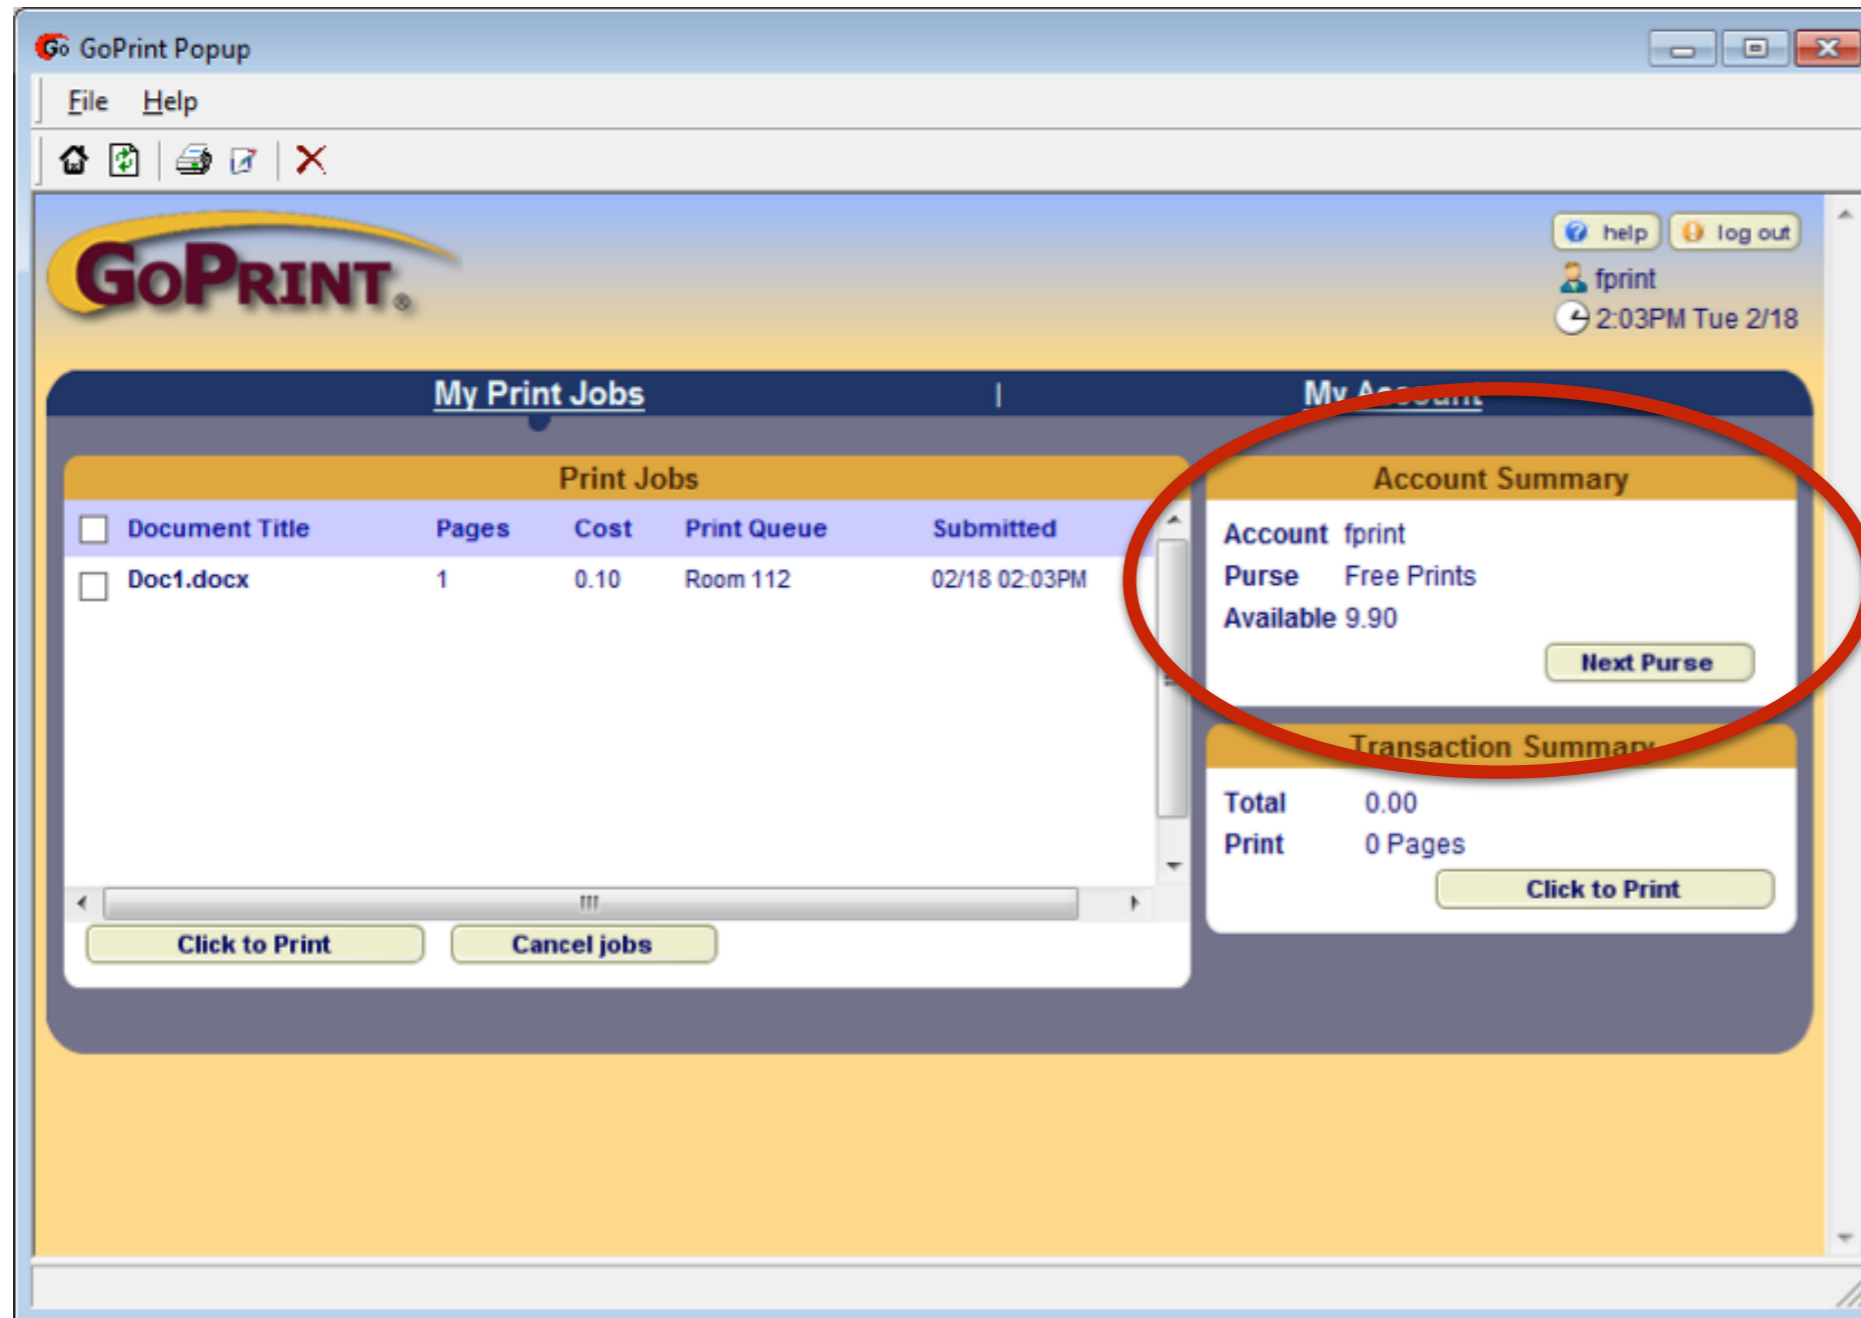 Go GoPrint Popup
File Help
GOPRINT®
help log out
fprint
2:03PM Tue 2/18
My Print Jobs | My Account
Print Jobs
Document Title Pages Cost Print Queue Submitted
Doc1.docx 1 0.10 Room 112 02/18 02:03PM
Click to Print Cancel jobs
Account Summary
Account fprint
Purse Free Prints
Available 9.90
Next Purse
Transaction Summary
Total 0.00
Print 0 Pages
Click to Print